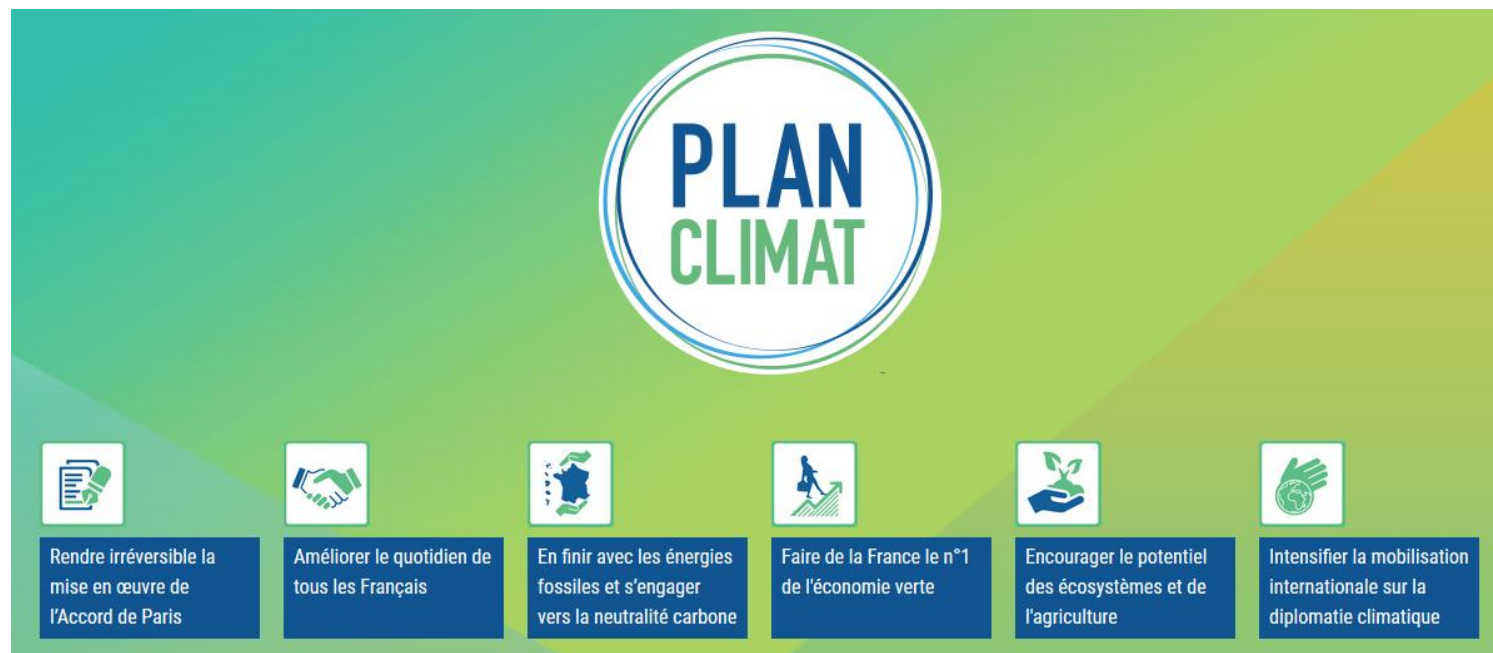 PLAN
CLIMAT
Rendre irréversible la
mise en œuvre de
l'Accord de Paris
Améliorer le quotidien de
tous les Français
En finir avec les énergies
fossiles et s'engager
vers la neutralité carbone
Faire de la France le n°1
de l'économie verte
Encourager le potentiel
des écosystèmes et de
l'agriculture
Intensifier la mobilisation
internationale sur la
diplomatie climatique